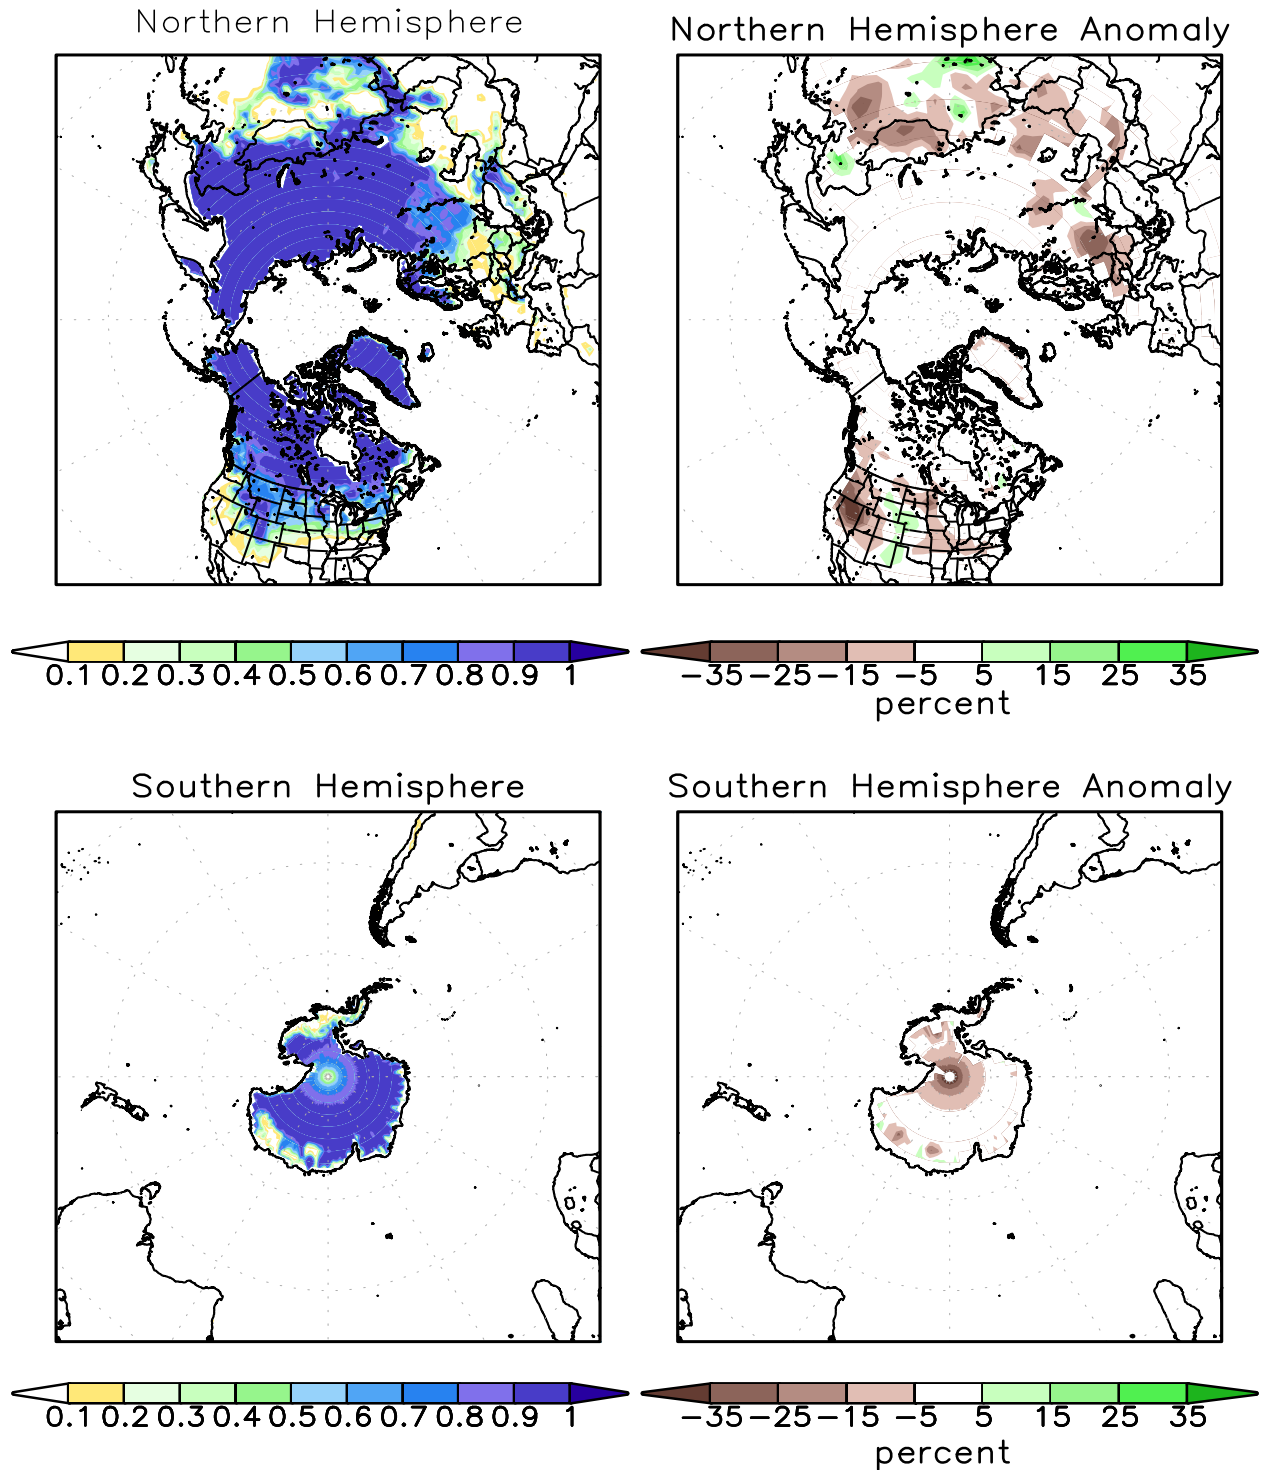 Northern Hemisphere
Northern Hemisphere Anomaly
0.1 0.2 0.3 0.4 0.5 0.6 0.7 0.8 0.9 1
-35 -25 -15 -5 5 15 25 35
percent
Southern Hemisphere
Southern Hemisphere Anomaly
0.1 0.2 0.3 0.4 0.5 0.6 0.7 0.8 0.9 1
-35 -25 -15 -5 5 15 25 35
percent